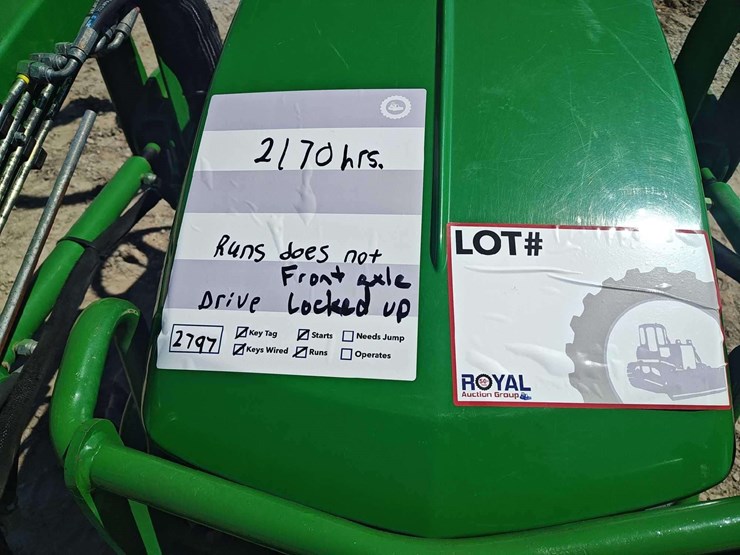 2170 hrs.
Runs does not
Front axle
Drive Locked up
2797
Key Tag
Starts
Needs Jump
Keys Wired
Runs
Operates
LOT#
ROYAL
Auction Group